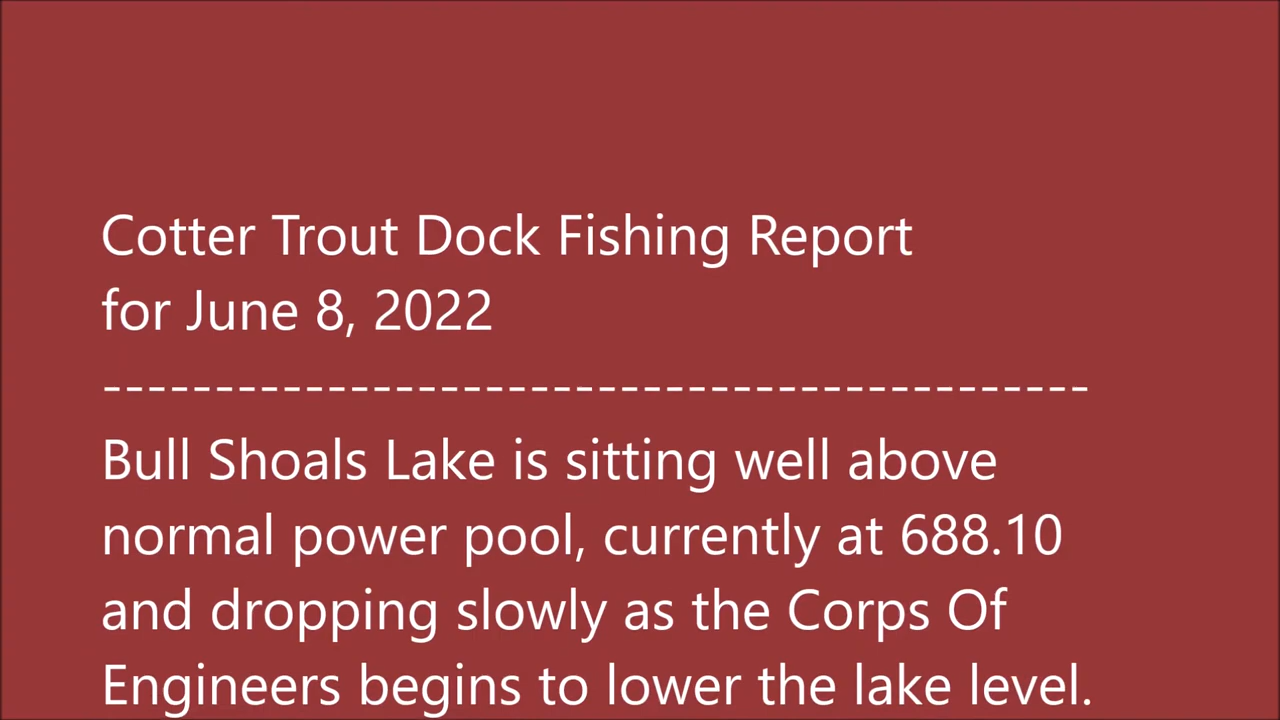 Cotter Trout Dock Fishing Report
for June 8, 2022
--------------------------------------------
Bull Shoals Lake is sitting well above
normal power pool, currently at 688.10
and dropping slowly as the Corps Of
Engineers begins to lower the lake level.